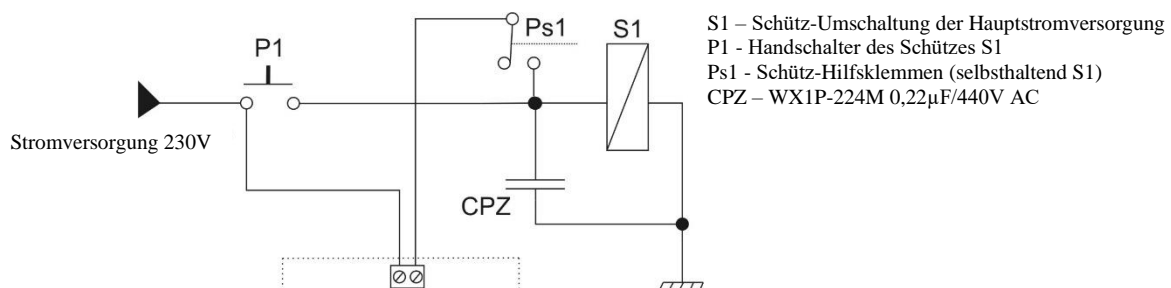 P1
Ps1
S1
CPZ
Stromversorgung 230V
S1 – Schütz-Umschaltung der Hauptstromversorgung
P1 - Handschalter des Schützes S1
Ps1 - Schütz-Hilfsklemmen (selbsthaltend S1)
CPZ – WX1P-224M 0,22µF/440V AC